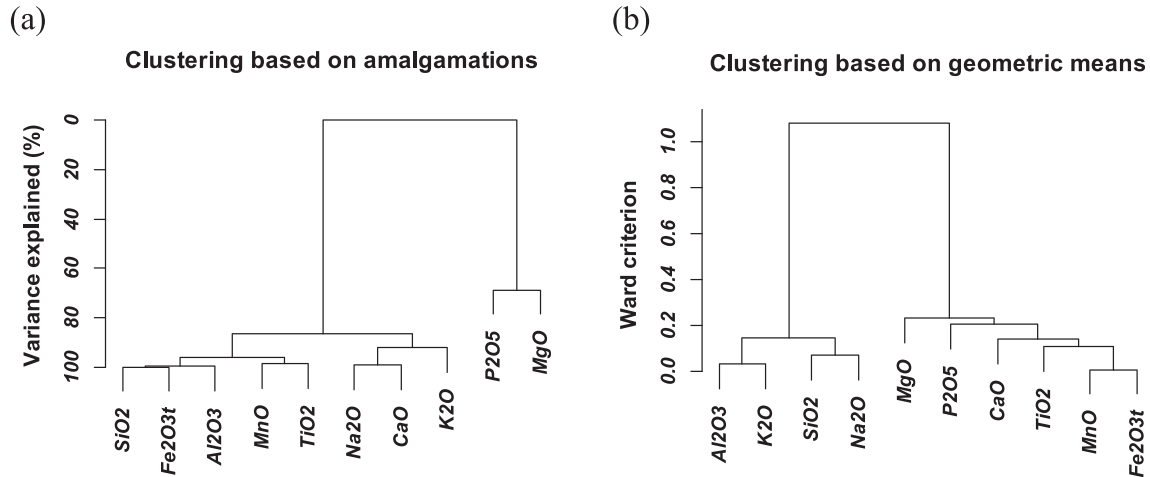 (a)
Clustering based on amalgamations
Variance explained (%)
0
20
40
60
80
100
SiO2
Fe2O3t
Al2O3
MnO
TiO2
Na2O
CaO
K2O
P2O5
MgO
(b)
Clustering based on geometric means
Ward criterion
1.0
0.8
0.6
0.4
0.2
0.0
Al2O3
K2O
SiO2
Na2O
MgO
P2O5
CaO
TiO2
MnO
Fe2O3t